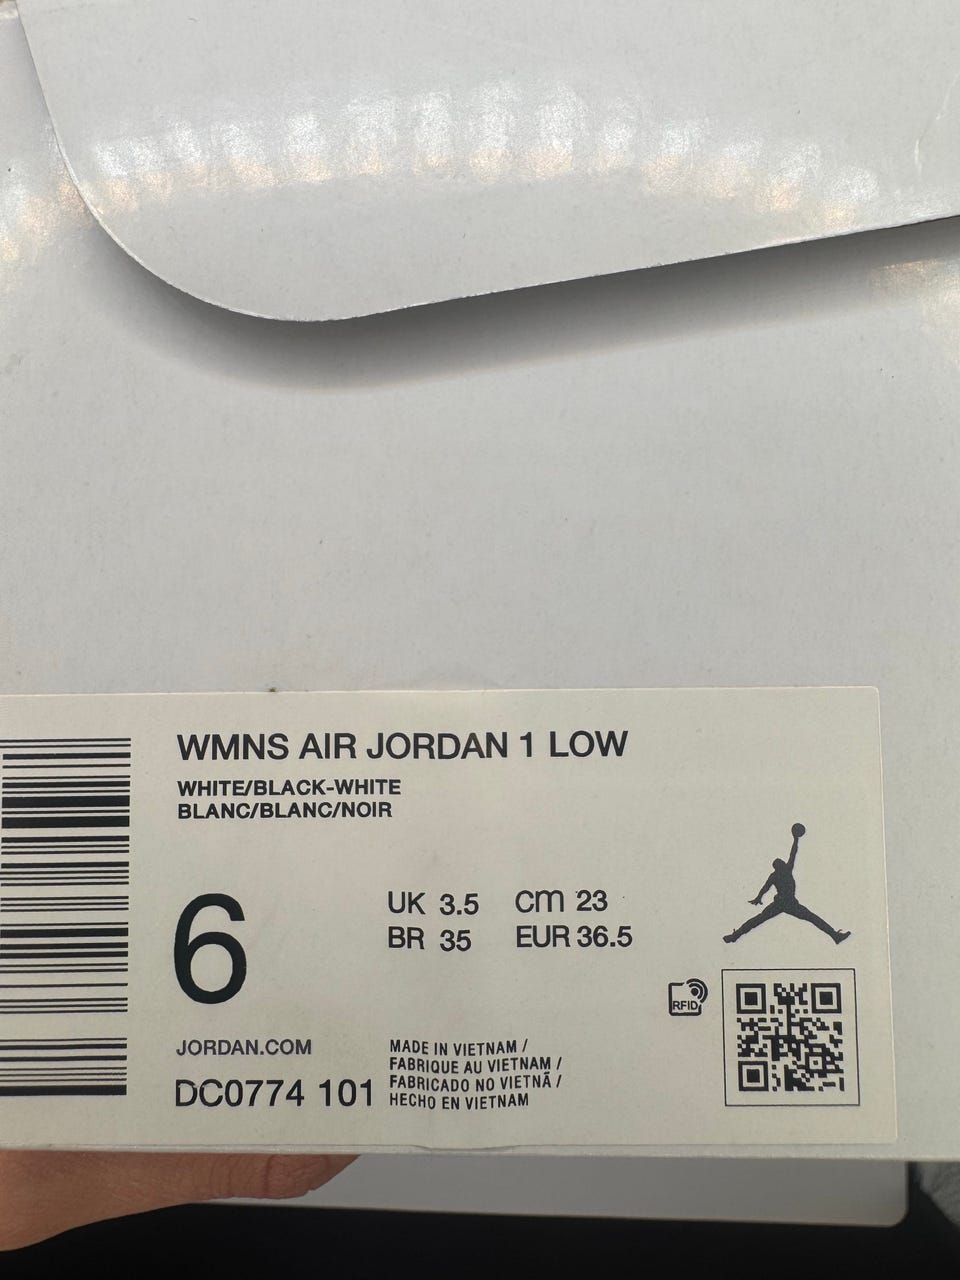 WMNS AIR JORDAN 1 LOW
WHITE/BLACK-WHITE
BLANC/BLANC/NOIR
6
UK 3.5 cm 23
BR 35 EUR 36.5
RFID
JORDAN.COM
DC0774 101
MADE IN VIETNAM /
FABRIQUE AU VIETNAM /
FABRICADO NO VIETNÃ /
HECHO EN VIETNAM